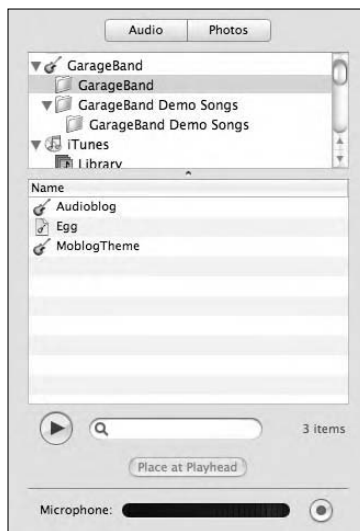 Audio Photos
GarageBand
GarageBand
GarageBand Demo Songs
GarageBand Demo Songs
iTunes
Library
Name
Audioblog
Egg
MoblogTheme
3 items
Place at Playhead
Microphone: